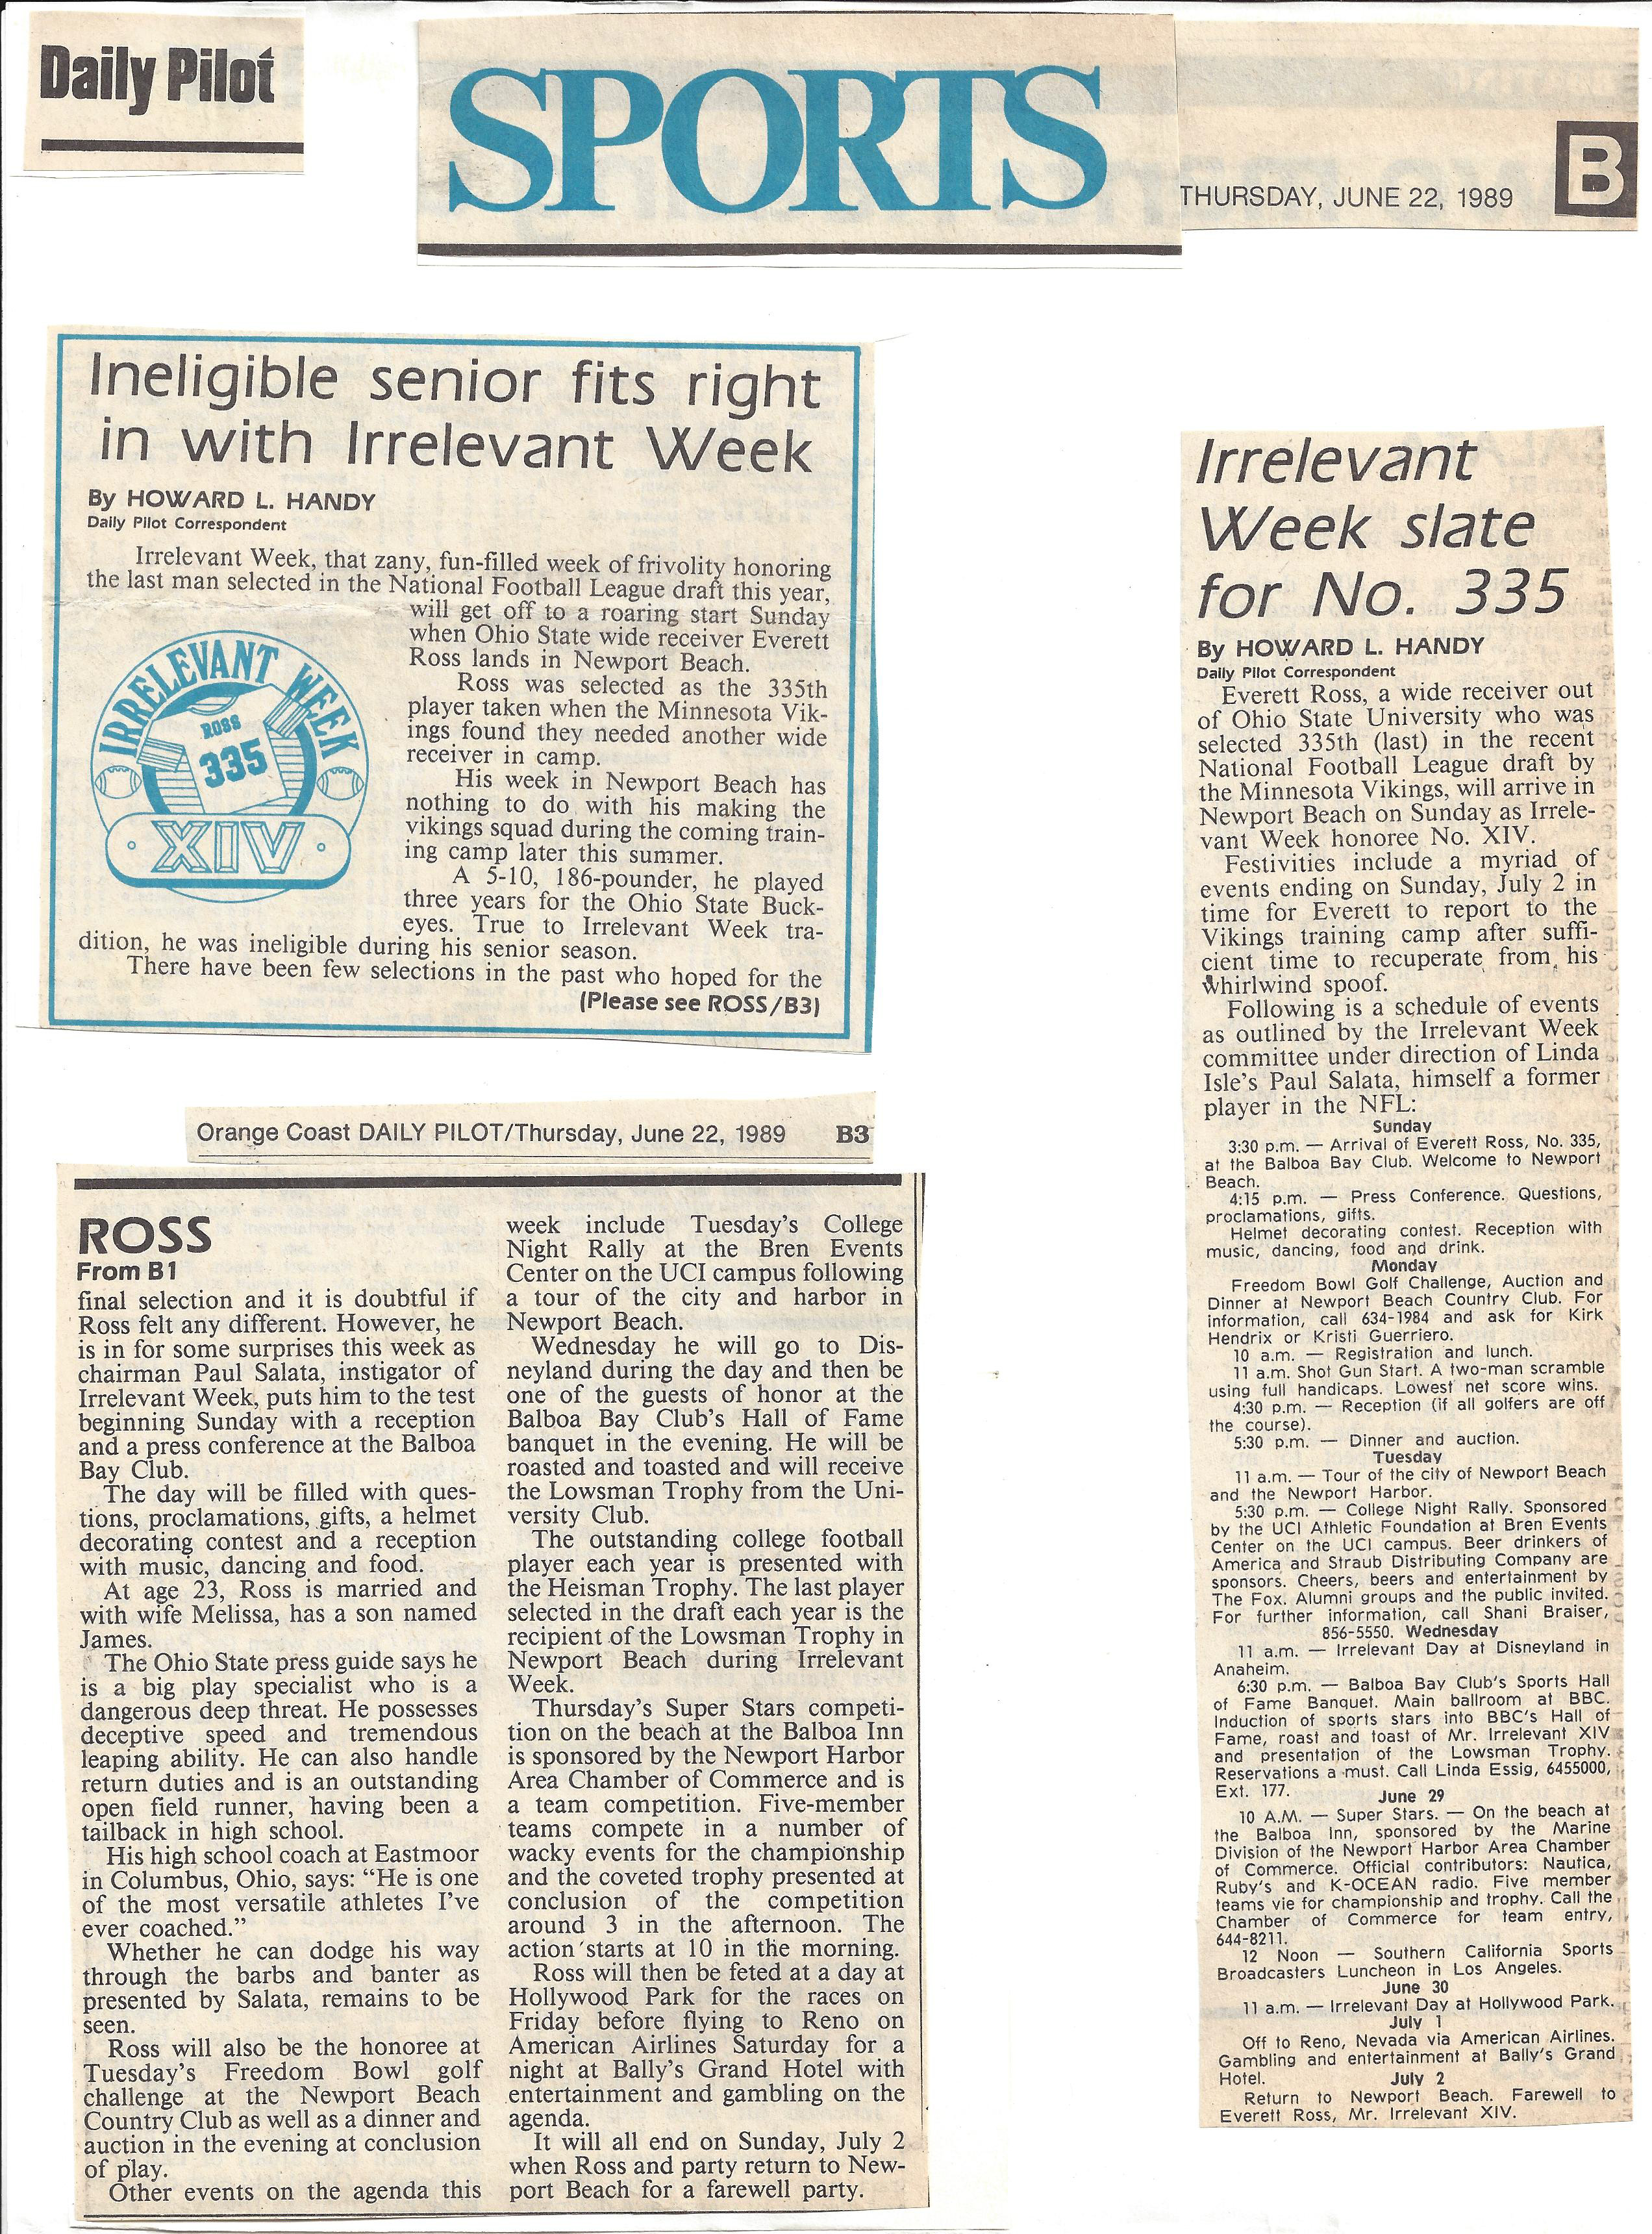 Daily Pilot
SPORTS
THURSDAY, JUNE 22, 1989
B
Ineligible senior fits right
in with Irrelevant Week
By HOWARD L. HANDY
Daily Pilot Correspondent
Irrelevant Week, that zany, fun-filled week of frivolity honoring
the last man selected in the National Football League draft this year,
will get off to a roaring start Sunday
when Ohio State wide receiver Everett
Ross lands in Newport Beach.
Ross was selected as the 335th
player taken when the Minnesota Vik-
ings found they needed another wide
receiver in camp.
His week in Newport Beach has
nothing to do with his making the
vikings squad during the coming train-
ing camp later this summer.
A 5-10, 186-pounder, he played
three years for the Ohio State Buck-
eyes. True to Irrelevant Week tra-
dition, he was ineligible during his senior season.
There have been few selections in the past who hoped for the
(Please see ROSS/B3)
IRRELEVANT WEEK
ROSS
335
XIV
Orange Coast DAILY PILOT/Thursday, June 22, 1989 B3
ROSS
From B1
final selection and it is doubtful if
Ross felt any different. However, he
is in for some surprises this week as
chairman Paul Salata, instigator of
Irrelevant Week, puts him to the test
beginning Sunday with a reception
and a press conference at the Balboa
Bay Club.
The day will be filled with ques-
tions, proclamations, gifts, a helmet
decorating contest and a reception
with music, dancing and food.
At age 23, Ross is married and
with wife Melissa, has a son named
James.
The Ohio State press guide says he
is a big play specialist who is a
dangerous deep threat. He possesses
deceptive speed and tremendous
leaping ability. He can also handle
return duties and is an outstanding
open field runner, having been a
tailback in high school.
His high school coach at Eastmoor
in Columbus, Ohio, says: “He is one
of the most versatile athletes I’ve
ever coached.”
Whether he can dodge his way
through the barbs and banter as
presented by Salata, remains to be
seen.
Ross will also be the honoree at
Tuesday’s Freedom Bowl golf
challenge at the Newport Beach
Country Club as well as a dinner and
auction in the evening at conclusion
of play.
Other events on the agenda this
week include Tuesday’s College
Night Rally at the Bren Events
Center on the UCI campus following
a tour of the city and harbor in
Newport Beach.
Wednesday he will go to Dis-
neyland during the day and then be
one of the guests of honor at the
Balboa Bay Club’s Hall of Fame
banquet in the evening. He will be
roasted and toasted and will receive
the Lowsman Trophy from the Uni-
versity Club.
The outstanding college football
player each year is presented with
the Heisman Trophy. The last player
selected in the draft each year is the
recipient of the Lowsman Trophy in
Newport Beach during Irrelevant
Week.
Thursday’s Super Stars competi-
tion on the beach at the Balboa Inn
is sponsored by the Newport Harbor
Area Chamber of Commerce and is
a team competition. Five-member
teams compete in a number of
wacky events for the championship
and the coveted trophy presented at
conclusion of the competition
around 3 in the afternoon. The
action starts at 10 in the morning.
Ross will then be feted at a day at
Hollywood Park for the races on
Friday before flying to Reno on
American Airlines Saturday for a
night at Bally’s Grand Hotel with
entertainment and gambling on the
agenda.
It will all end on Sunday, July 2
when Ross and party return to New-
port Beach for a farewell party.
Irrelevant
Week slate
for No. 335
By HOWARD L. HANDY
Daily Pilot Correspondent
Everett Ross, a wide receiver out
of Ohio State University who was
selected 335th (last) in the recent
National Football League draft by
the Minnesota Vikings, will arrive in
Newport Beach on Sunday as Irrele-
vant Week honoree No. XIV.
Festivities include a myriad of
events ending on Sunday, July 2 in
time for Everett to report to the
Vikings training camp after suffi-
cient time to recuperate from his
whirlwind spoof.
Following is a schedule of events
as outlined by the Irrelevant Week
committee under direction of Linda
Isle’s Paul Salata, himself a former
player in the NFL:
Sunday
3:30 p.m. — Arrival of Everett Ross, No. 335,
at the Balboa Bay Club. Welcome to Newport
Beach.
4:15 p.m. — Press Conference. Questions,
proclamations, gifts.
Helmet decorating contest. Reception with
music, dancing, food and drink.
Monday
Freedom Bowl Golf Challenge, Auction and
Dinner at Newport Beach Country Club. For
information, call 634-1984 and ask for Kirk
Hendrix or Kristi Guerriero.
10 a.m. — Registration and lunch.
11 a.m. Shot Gun Start. A two-man scramble
using full handicaps. Lowest net score wins.
4:30 p.m. — Reception (if all golfers are off
the course).
5:30 p.m. — Dinner and auction.
Tuesday
11 a.m. — Tour of the city of Newport Beach
and the Newport Harbor.
5:30 p.m. — College Night Rally. Sponsored
by the UCI Athletic Foundation at Bren Events
Center on the UCI campus. Beer drinkers of
America and Straub Distributing Company are
sponsors. Cheers, beers and entertainment by
The Fox. Alumni groups and the public invited.
For further information, call Shani Braiser,
856-5550. Wednesday
11 a.m. — Irrelevant Day at Disneyland in
Anaheim.
6:30 p.m. — Balboa Bay Club’s Sports Hall
of Fame Banquet. Main ballroom at BBC.
Induction of sports stars into BBC’s Hall of
Fame, roast and toast of Mr. Irrelevant XIV
and presentation of the Lowsman Trophy.
Reservations a must. Call Linda Essig, 6455000,
Ext. 177.
June 29
10 A.M. — Super Stars. — On the beach at
the Balboa Inn, sponsored by the Marine
Division of the Newport Harbor Area Chamber
of Commerce. Official contributors: Nautica,
Ruby’s and K-OCEAN radio. Five member
teams vie for championship and trophy. Call the
Chamber of Commerce for team entry,
644-8211.
12 Noon — Southern California Sports
Broadcasters Luncheon in Los Angeles.
June 30
11 a.m. — Irrelevant Day at Hollywood Park.
July 1
Off to Reno, Nevada via American Airlines.
Gambling and entertainment at Bally’s Grand
Hotel. July 2
Return to Newport Beach. Farewell to
Everett Ross, Mr. Irrelevant XIV.